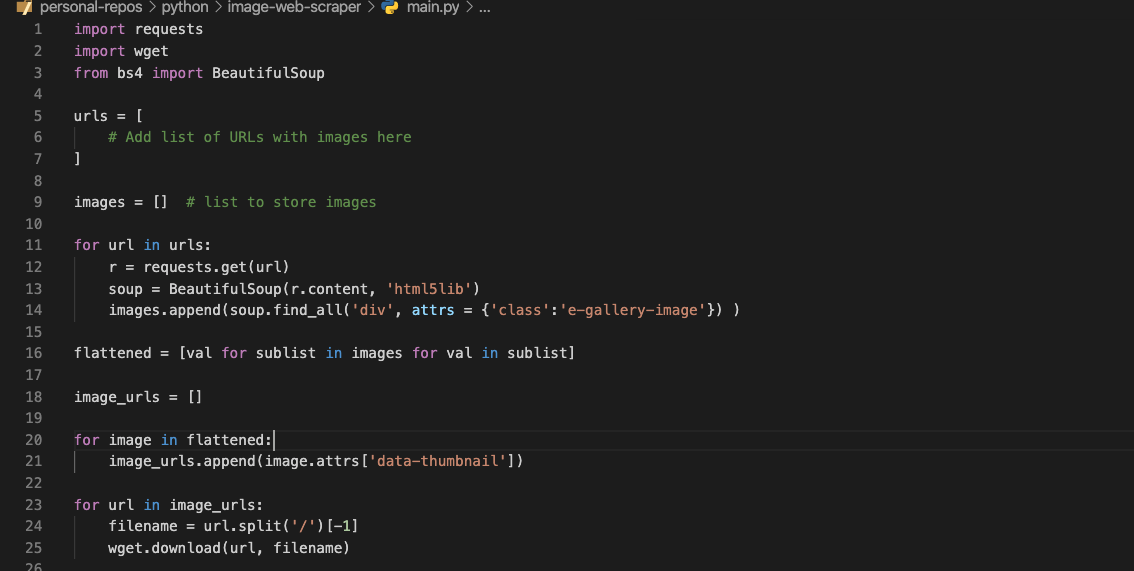 personal-repos > python > image-web-scraper > main.py > ...
1 import requests
2 import wget
3 from bs4 import BeautifulSoup
4
5 urls = [
6     # Add list of URLs with images here
7 ]
8
9 images = []  # list to store images
10
11 for url in urls:
12     r = requests.get(url)
13     soup = BeautifulSoup(r.content, 'html5lib')
14     images.append(soup.find_all('div', attrs = {'class':'e-gallery-image'}) )
15
16 flattened = [val for sublist in images for val in sublist]
17
18 image_urls = []
19
20 for image in flattened:
21     image_urls.append(image.attrs['data-thumbnail'])
22
23 for url in image_urls:
24     filename = url.split('/')[-1]
25     wget.download(url, filename)
26